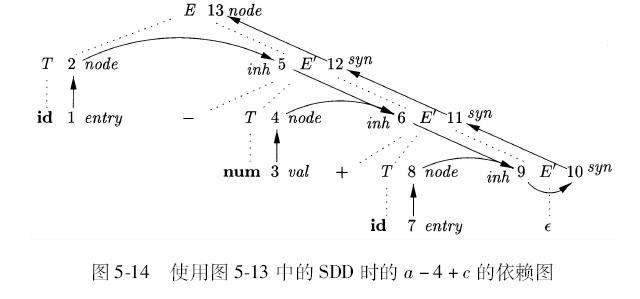 E 13 node
T 2 node inh 5 E′ 12 syn
id 1 entry − T 4 node inh 6 E′ 11 syn
num 3 val + T 8 node inh 9 E′ 10 syn
id 7 entry ϵ
图 5-14 使用图 5-13 中的 SDD 时的 a − 4 + c 的依赖图